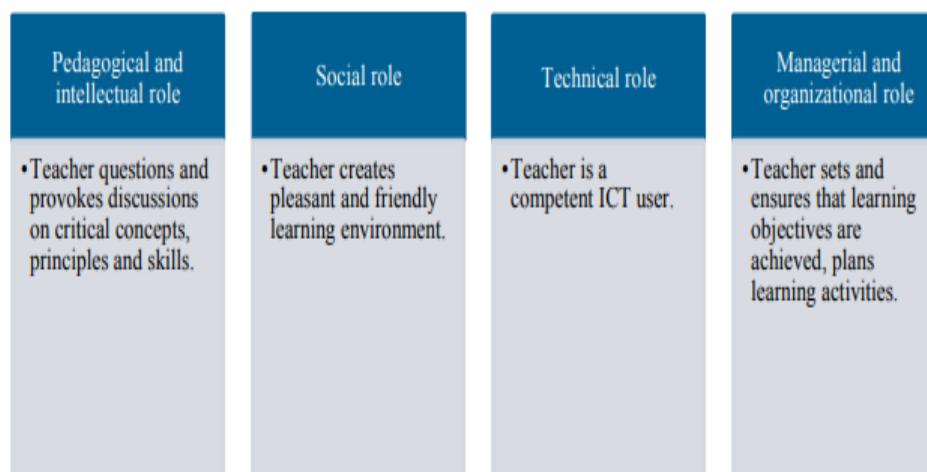 Pedagogical and
intellectual role
• Teacher questions and
provokes discussions
on critical concepts,
principles and skills.
Social role
• Teacher creates
pleasant and friendly
learning environment.
Technical role
• Teacher is a
competent ICT user.
Managerial and
organizational role
• Teacher sets and
ensures that learning
objectives are
achieved, plans
learning activities.